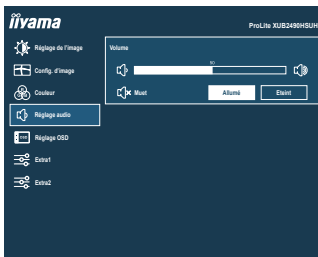 iiyama
ProLite XUB2490HSUH
Réglage de l'image
Config. d'image
Couleur
Réglage audio
Réglage OSD
Extra1
Extra2
Volume
50
Muet
Allumé
Eteint